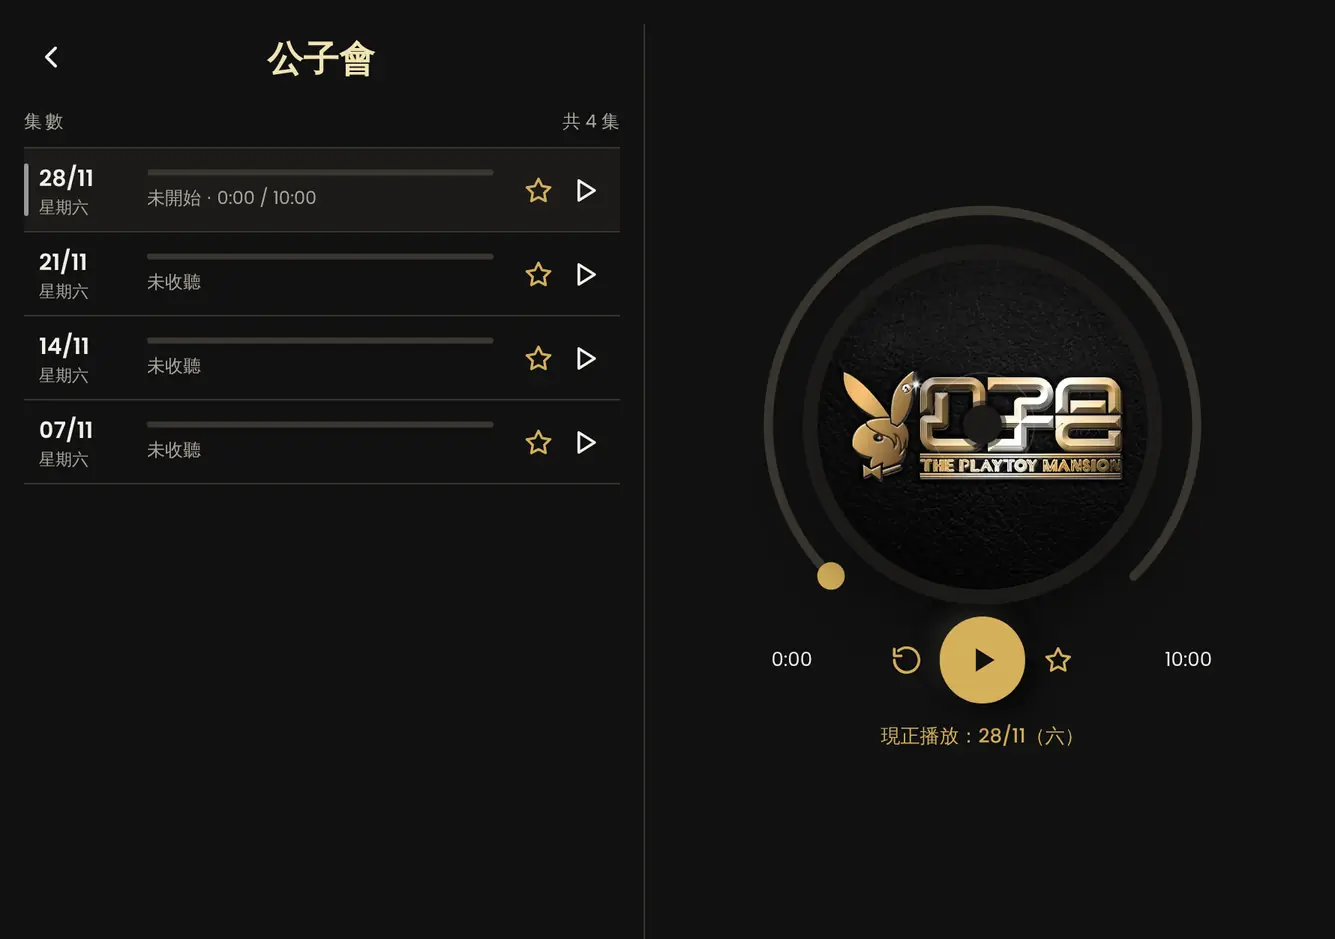 公子會
集數
共 4 集
28/11
星期六
未開始 · 0:00 / 10:00
21/11
星期六
未收聽
14/11
星期六
未收聽
07/11
星期六
未收聽
THE PLAYTOY MANSION
0:00
10:00
現正播放：28/11（六）